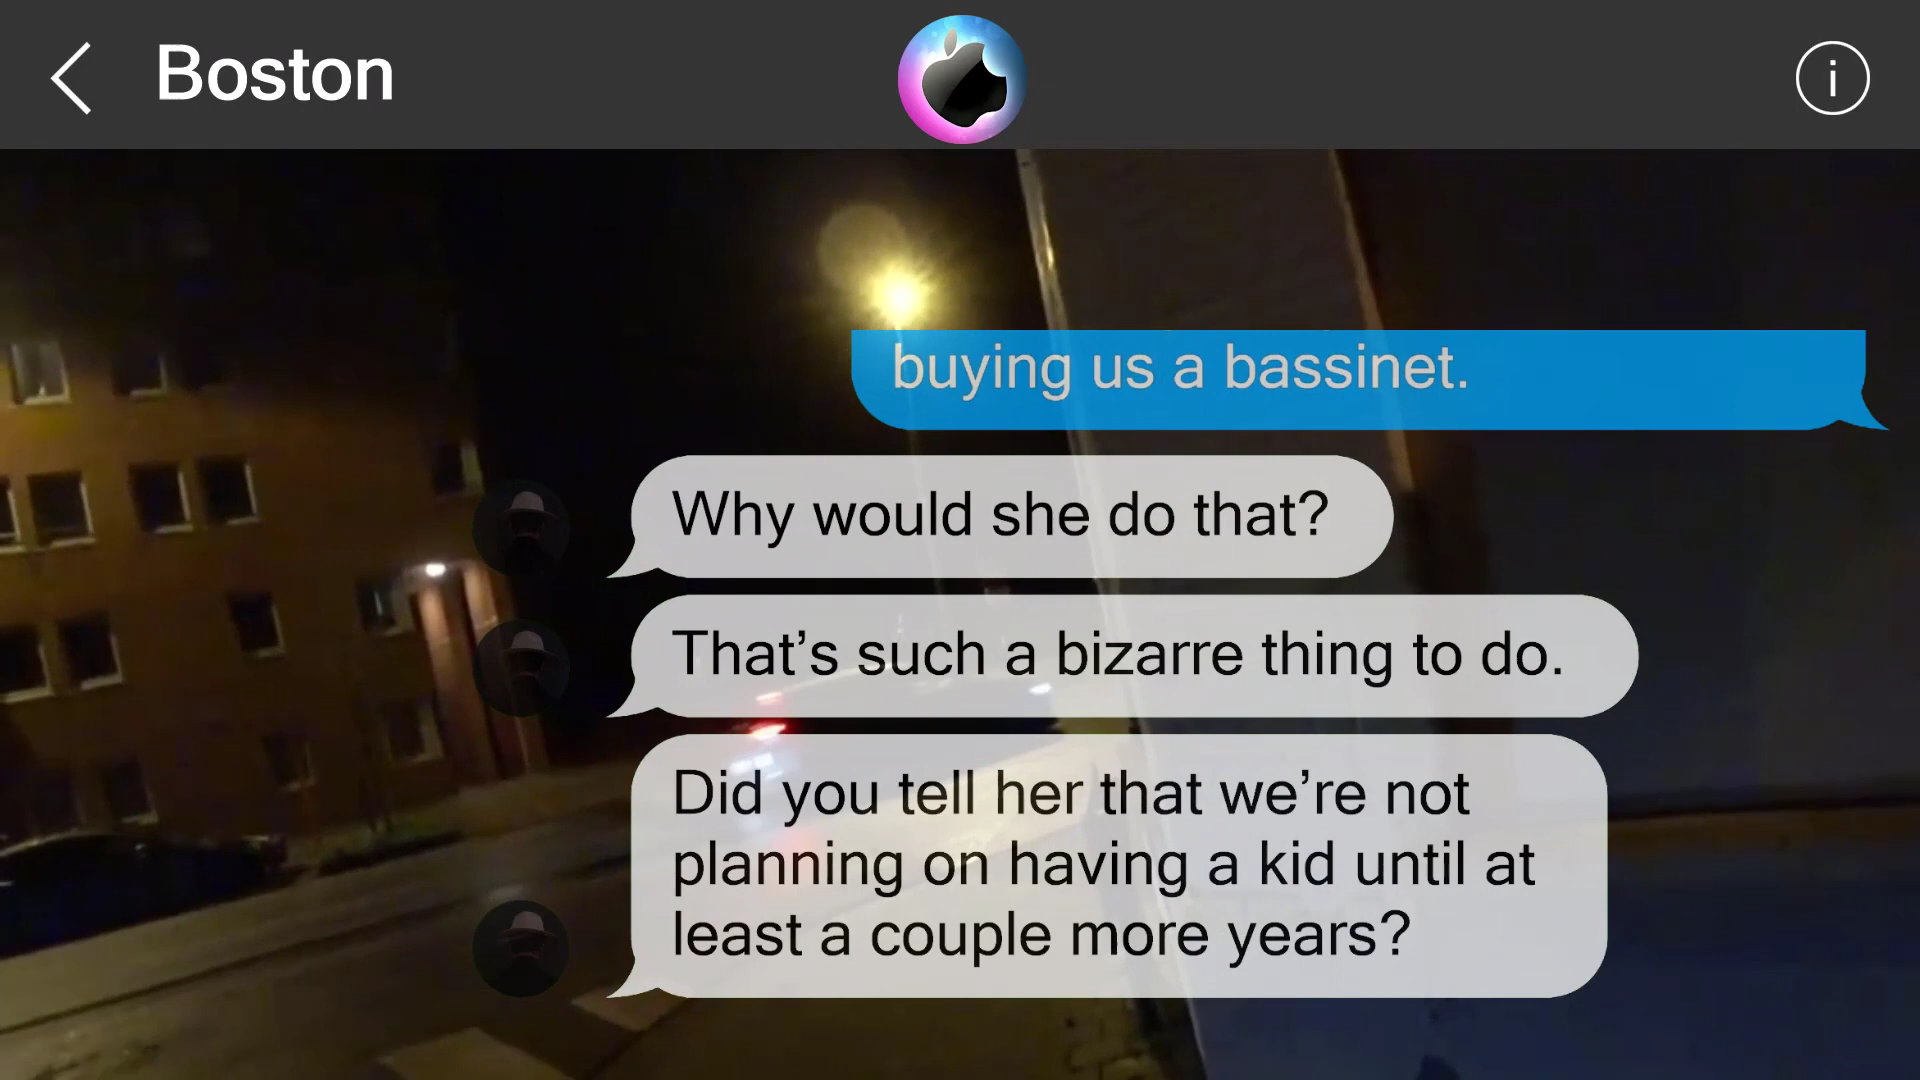 Boston
i
buying us a bassinet.
Why would she do that?
That’s such a bizarre thing to do.
Did you tell her that we’re not
planning on having a kid until at
least a couple more years?